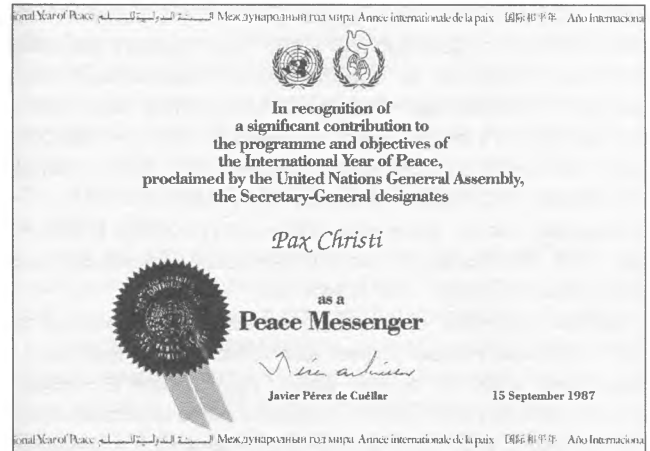 ional Year of Peace السنة الدولية للسلم Международный год мира Année internationale de la paix 国际和平年 Año Internaciona
In recognition of
a significant contribution to
the programme and objectives of
the International Year of Peace,
proclaimed by the United Nations General Assembly,
the Secretary-General designates
Pax Christi
as a
Peace Messenger
Javier Pérez de Cuéllar
15 September 1987
ional Year of Peace السنة الدولية للسلم Международный год мира Année internationale de la paix 国际和平年 Año Internaciona